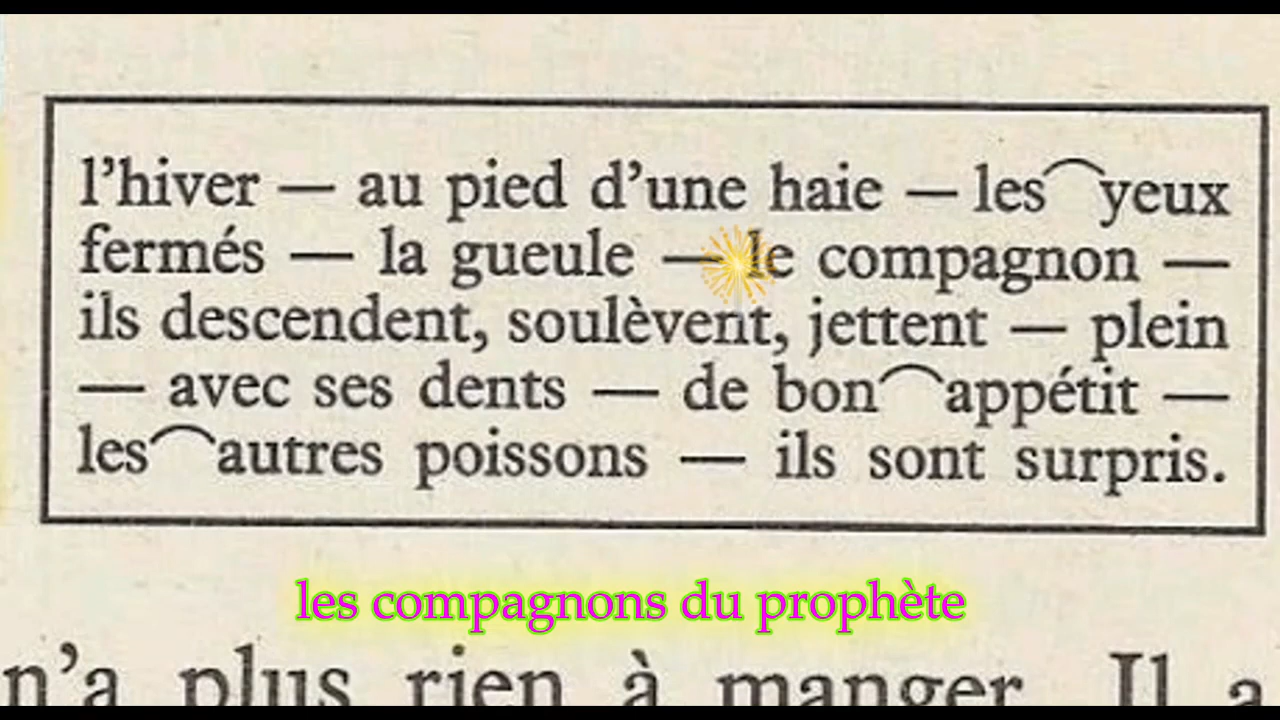 l'hiver — au pied d'une haie — les⁀yeux
fermés — la gueule — le compagnon —
ils descendent, soulèvent, jettent — plein
— avec ses dents — de bon⁀appétit —
les⁀autres poissons — ils sont surpris.
les compagnons du prophète
n'a plus rien à manger. Il a